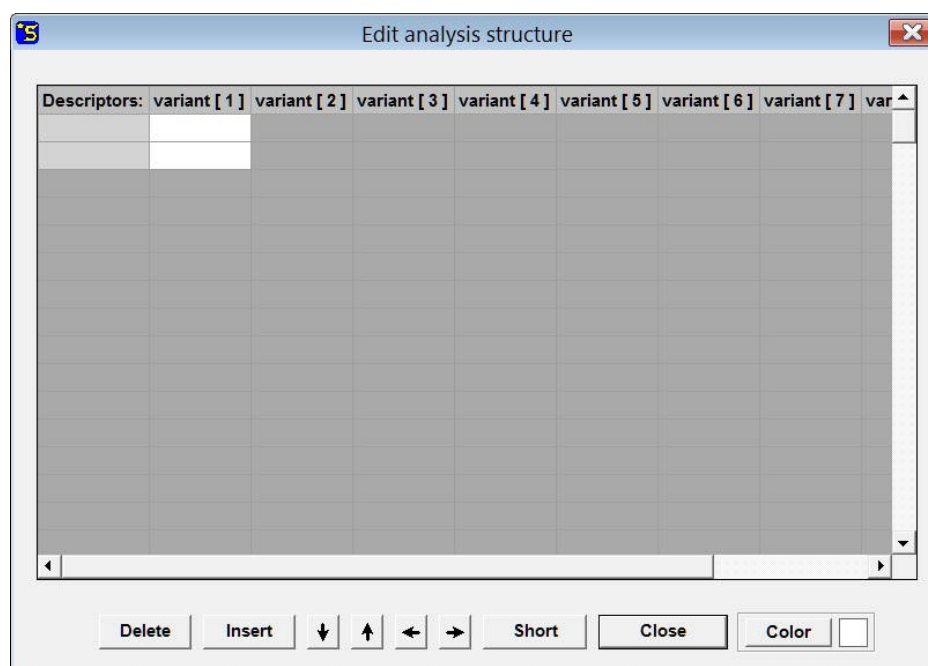 S
Edit analysis structure
Descriptors: variant [ 1 ] variant [ 2 ] variant [ 3 ] variant [ 4 ] variant [ 5 ] variant [ 6 ] variant [ 7 ] var
Delete Insert Short Close Color